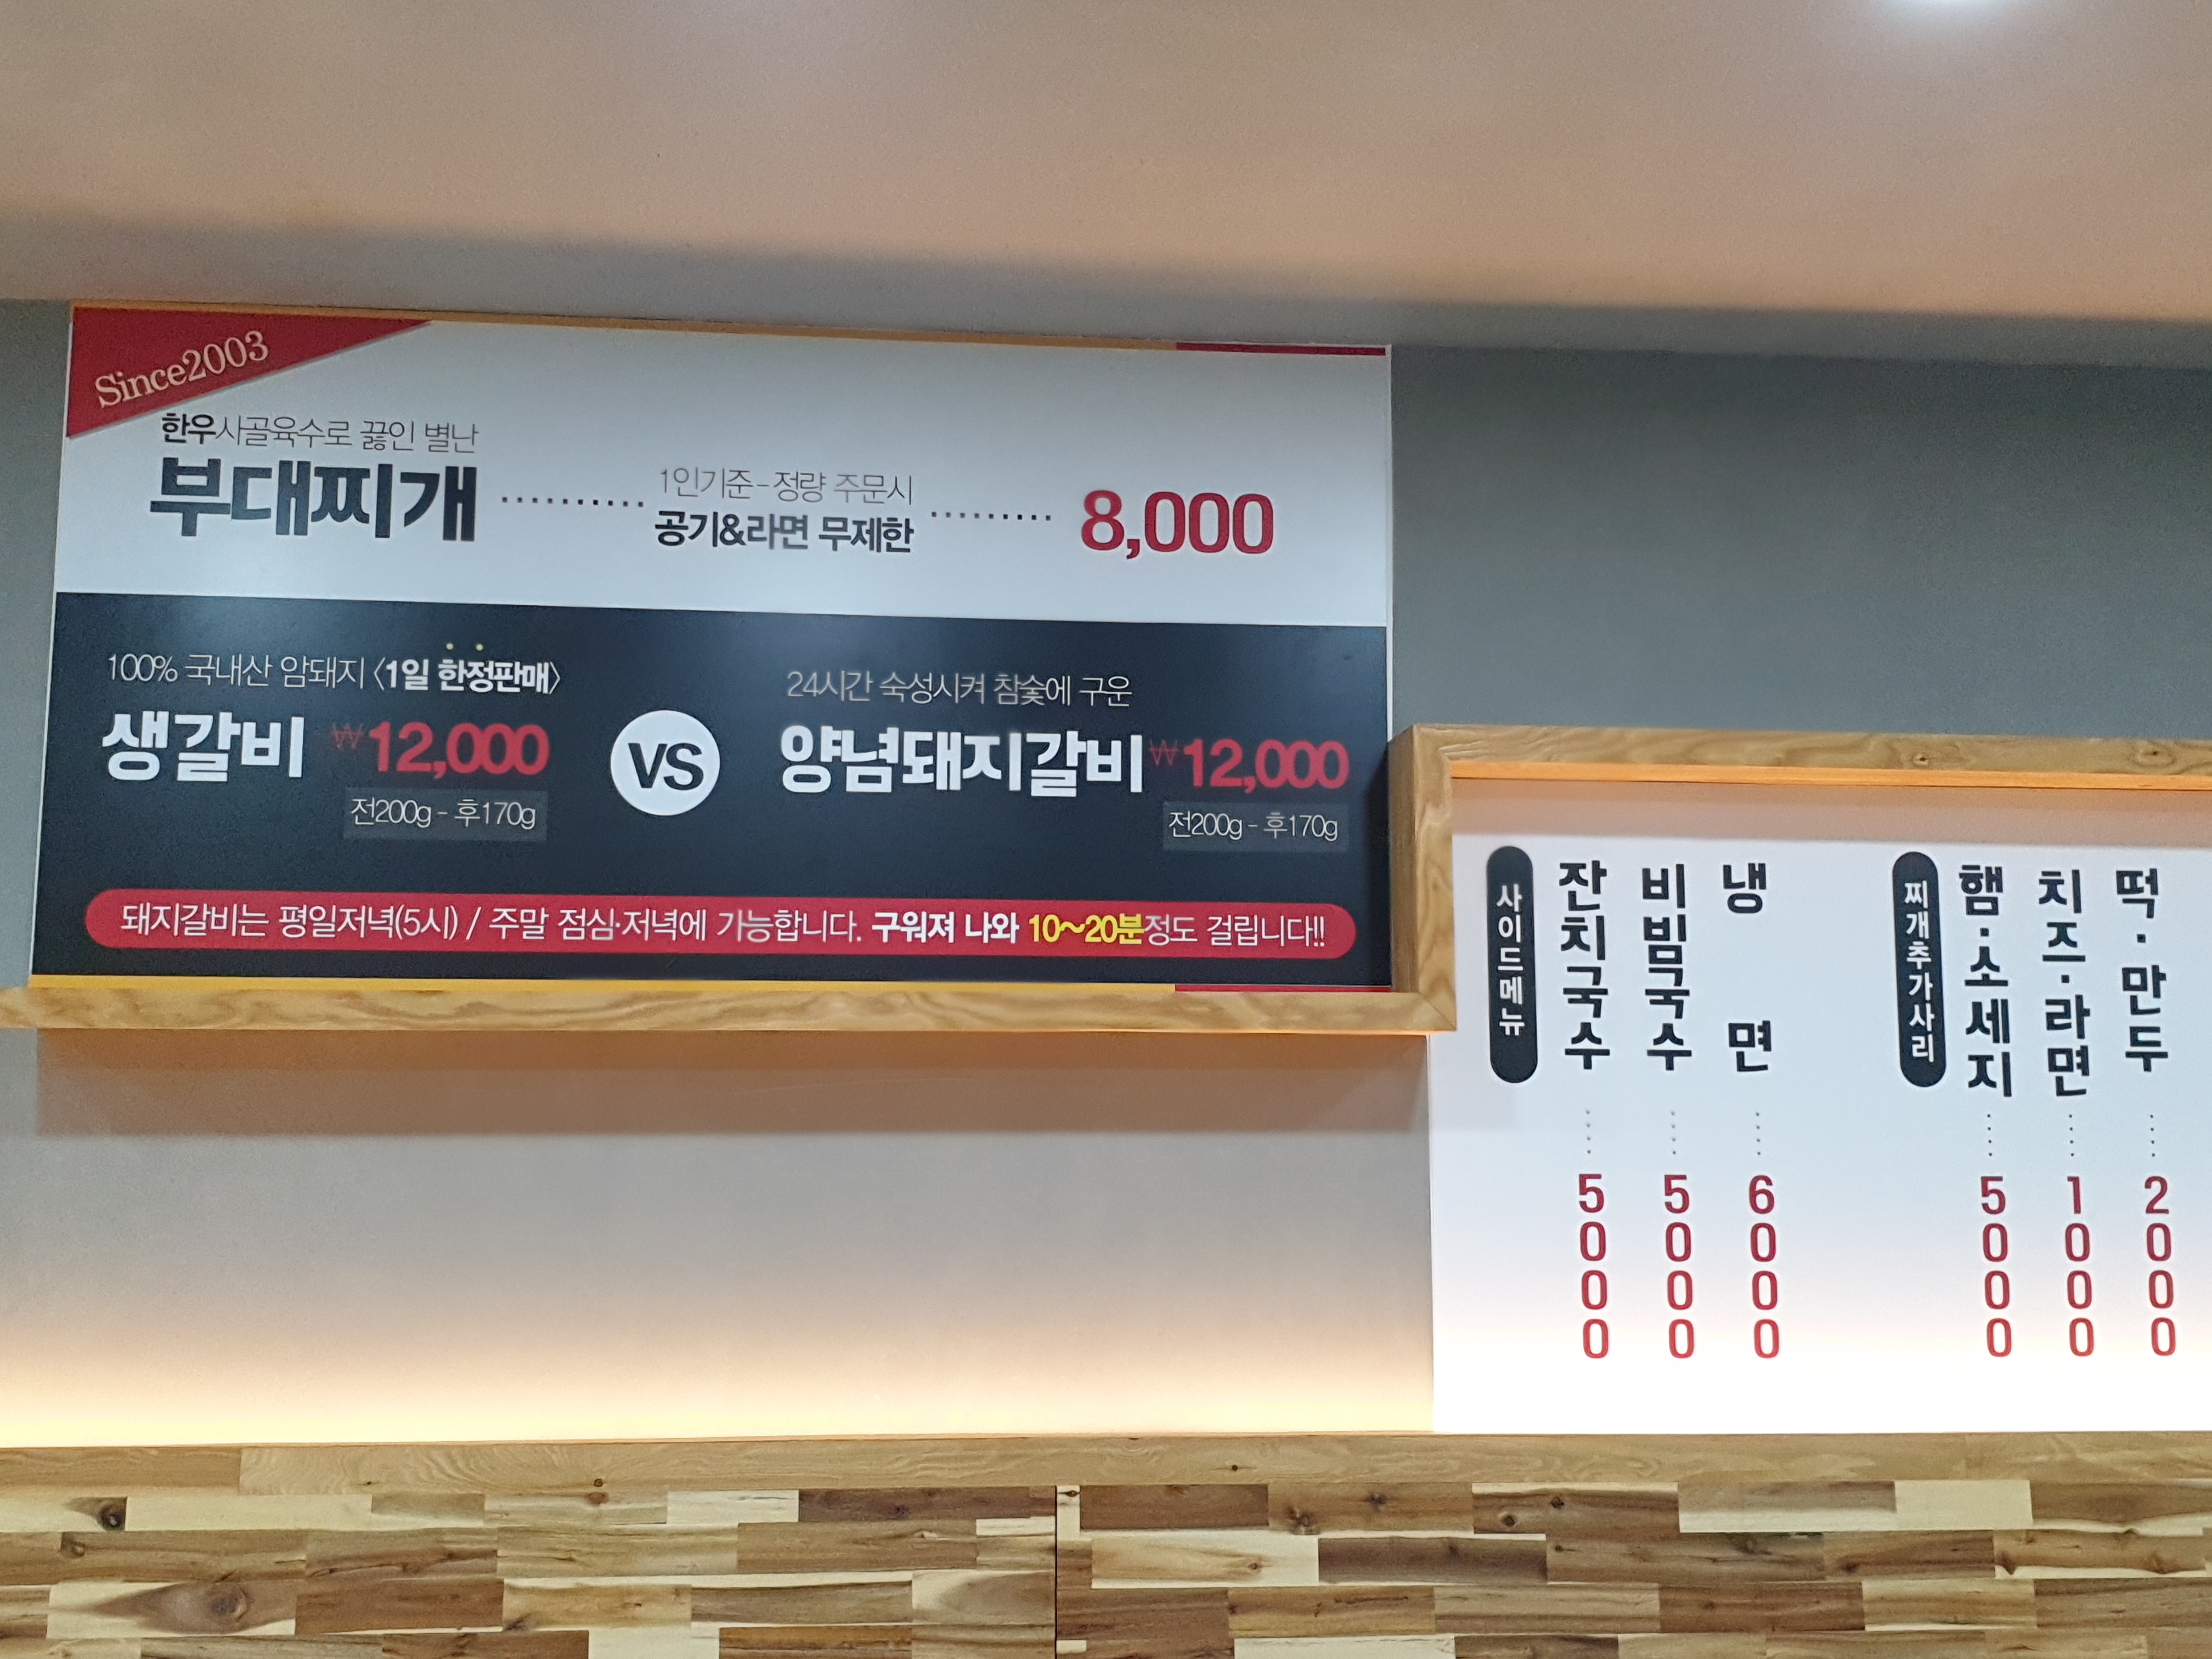 Since2003
한우사골육수로 끓인 별난
부대찌개
1인기준-정량 주문시
공기&라면 무제한
8,000
100% 국내산 암돼지 <1일 한정판매>
생갈비 ₩12,000
전200g - 후170g
VS
24시간 숙성시켜 참숯에 구운
양념돼지갈비 ₩12,000
전200g - 후170g
돼지갈비는 평일저녁(5시) / 주말 점심·저녁에 가능합니다. 구워져 나와 10~20분정도 걸립니다!!
사이드메뉴
잔치국수 ····· 5000
비빔국수 ····· 5000
냉면 ····· 6000
찌개추가사리
햄·소세지 ····· 5000
치즈·라면 ····· 1000
떡·만두 ····· 2000